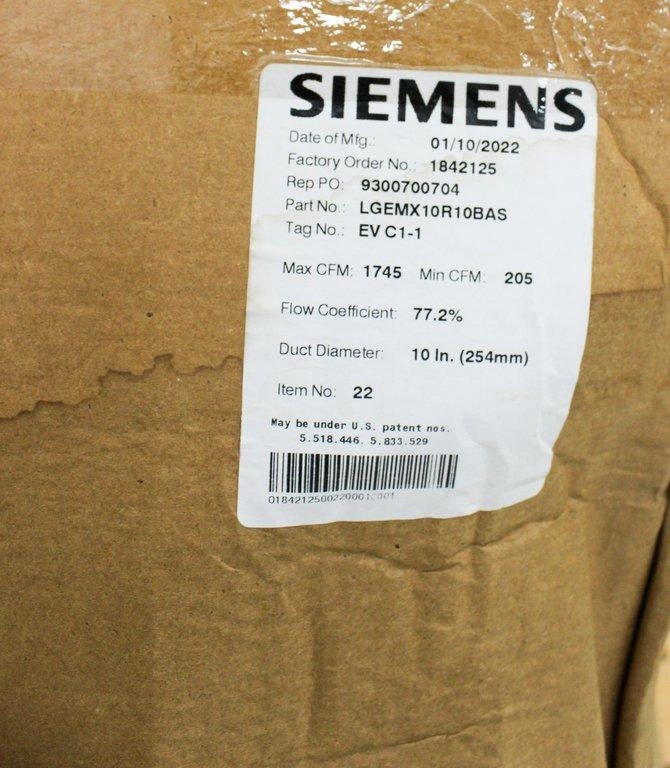 SIEMENS
Date of Mfg.: 01/10/2022
Factory Order No.: 1842125
Rep PO: 9300700704
Part No.: LGEMX10R10BAS
Tag No.: EV C1-1
Max CFM: 1745 Min CFM: 205
Flow Coefficient: 77.2%
Duct Diameter: 10 In. (254mm)
Item No: 22
May be under U.S. patent nos.
5.518.446. 5.833.529